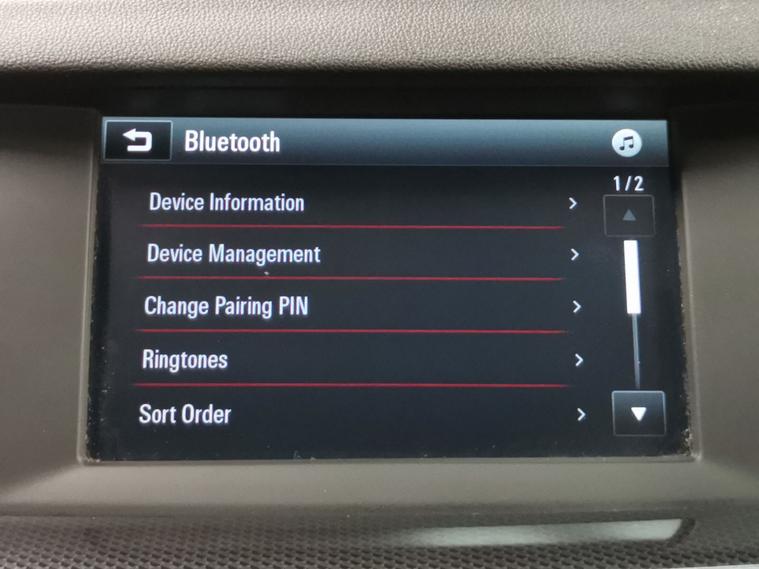 Bluetooth
1/2
Device Information
Device Management
Change Pairing PIN
Ringtones
Sort Order